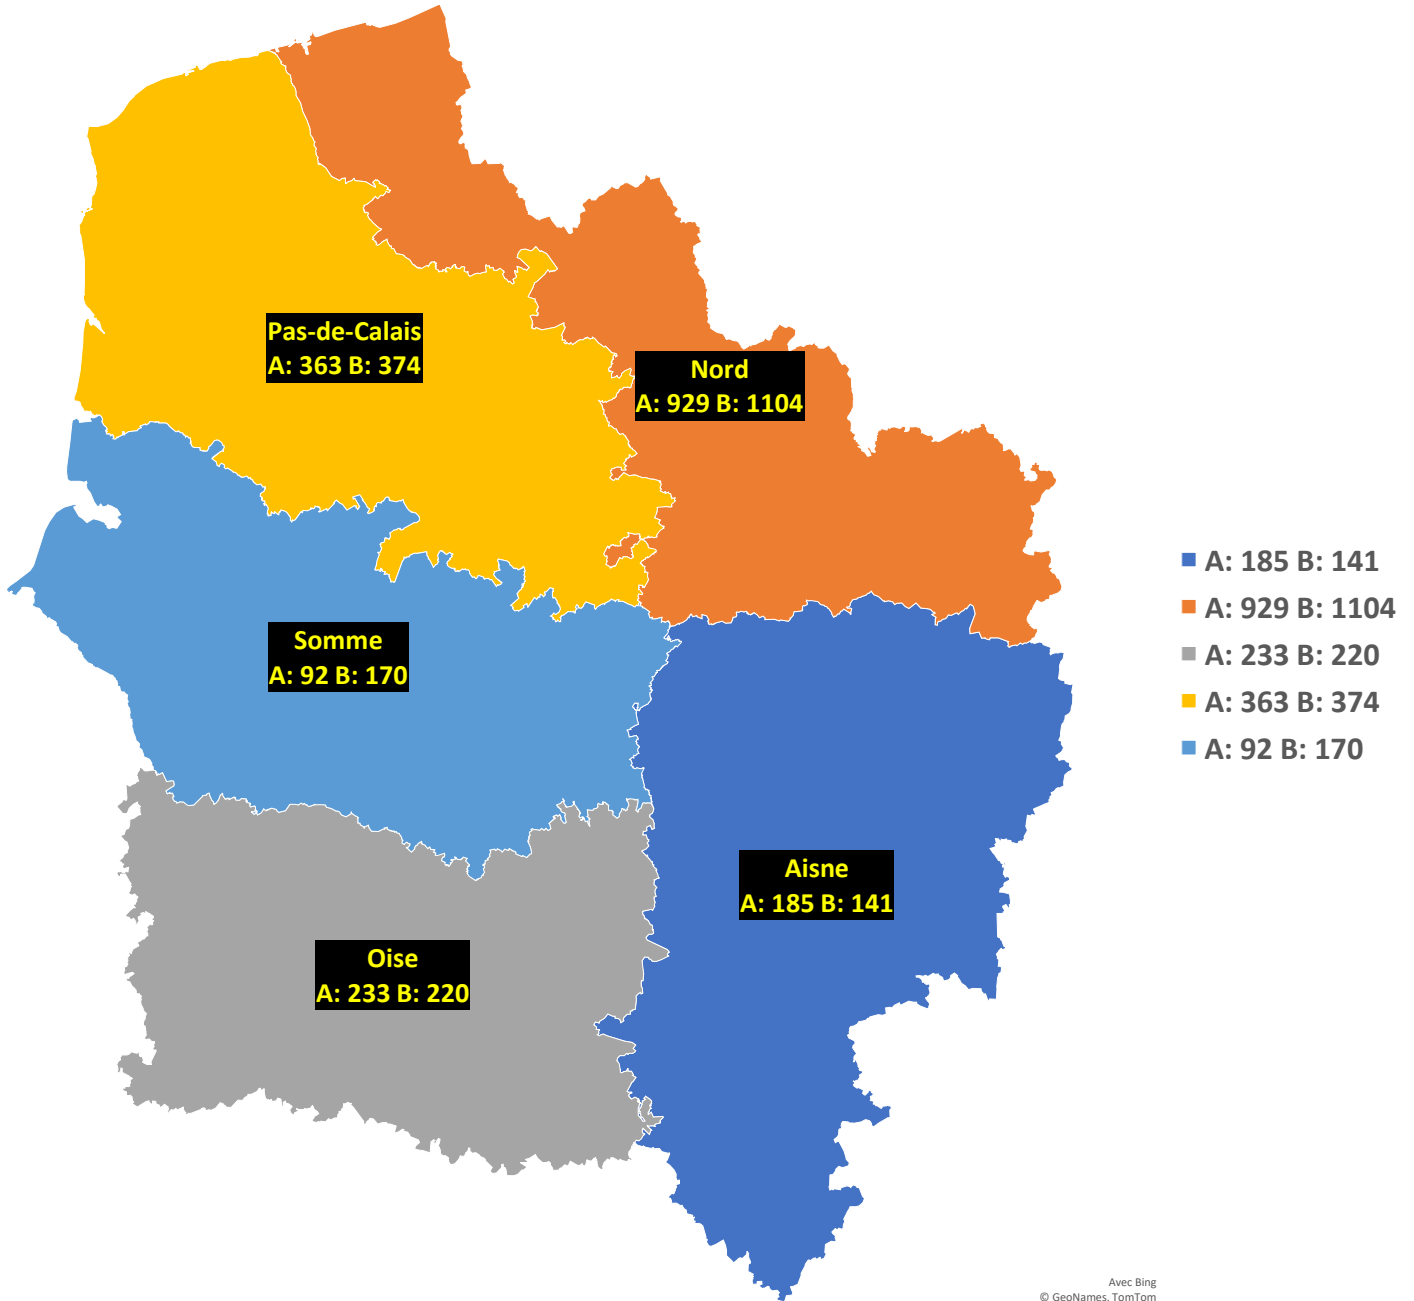 Pas-de-Calais
A: 363 B: 374
Nord
A: 929 B: 1104
Somme
A: 92 B: 170
Aisne
A: 185 B: 141
Oise
A: 233 B: 220
A: 185 B: 141
A: 929 B: 1104
A: 233 B: 220
A: 363 B: 374
A: 92 B: 170
Avec Bing
© GeoNames, TomTom